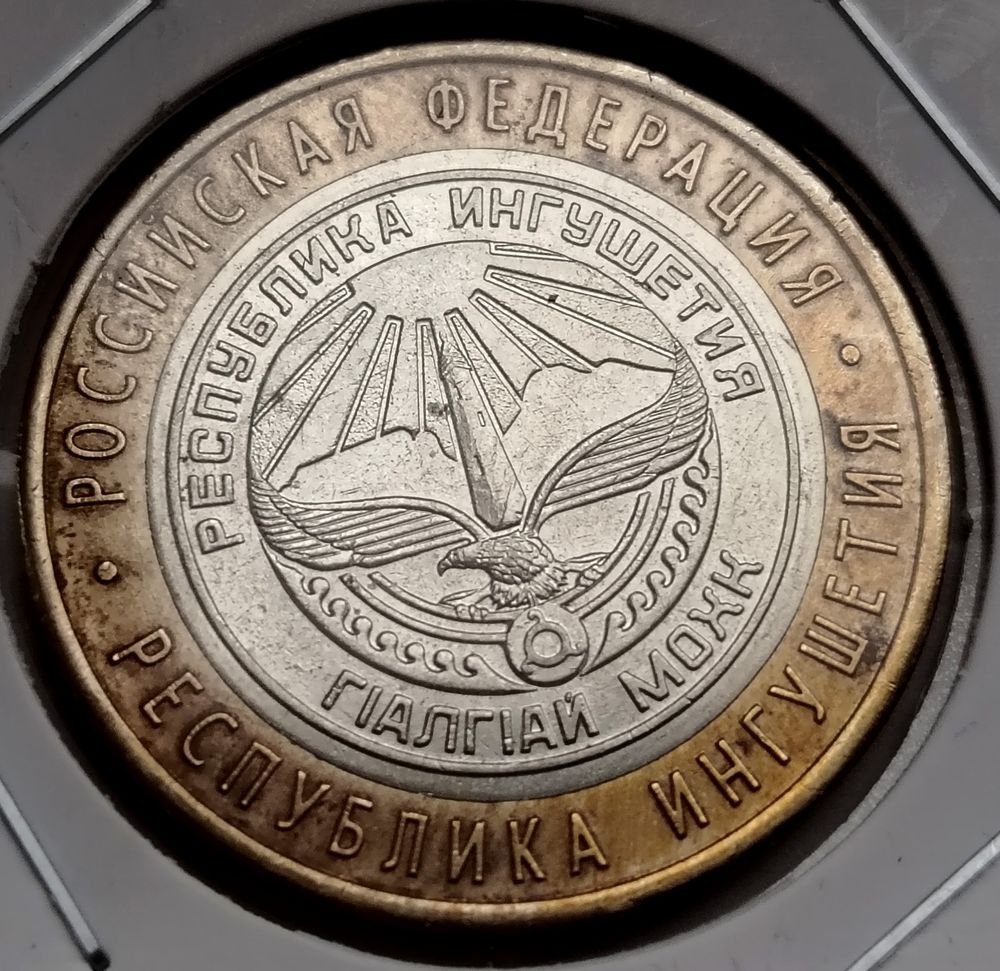 РОССИЙСКАЯ ФЕДЕРАЦИЯ
РЕСПУБЛИКА ИНГУШЕТИЯ
РЕСПУБЛИКА ИНГУШЕТИЯ
ГIАЛГIАЙ МОХК